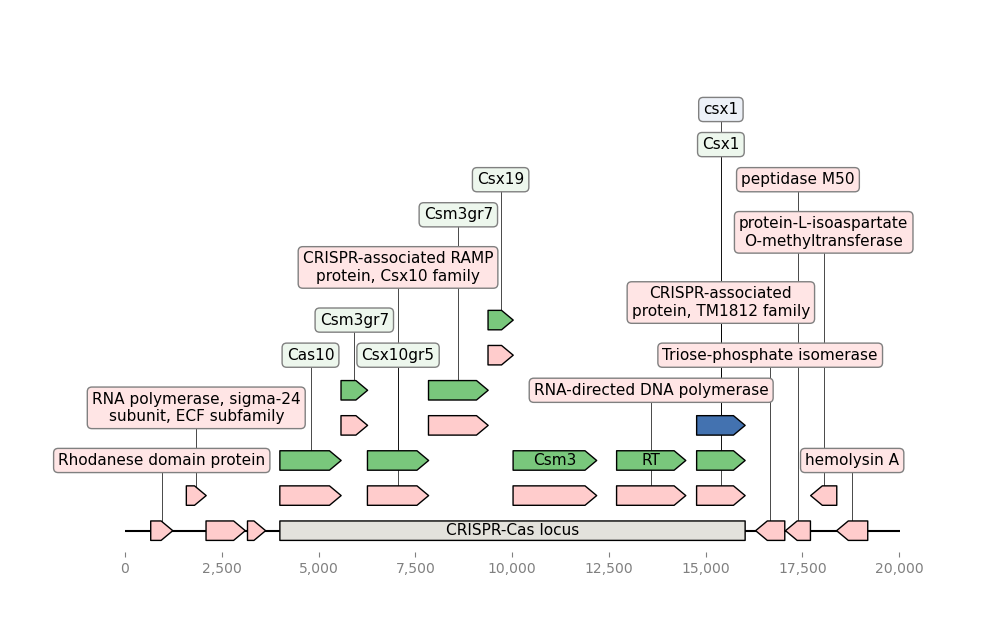 csx1
Csx1
Csx19
peptidase M50
Csm3gr7
protein-L-isoaspartate
O-methyltransferase
CRISPR-associated RAMP
protein, Csx10 family
CRISPR-associated
protein, TM1812 family
Csm3gr7
Cas10
Csx10gr5
Triose-phosphate isomerase
RNA-directed DNA polymerase
RNA polymerase, sigma-24
subunit, ECF subfamily
Rhodanese domain protein
Csm3
RT
hemolysin A
CRISPR-Cas locus
0
2,500
5,000
7,500
10,000
12,500
15,000
17,500
20,000